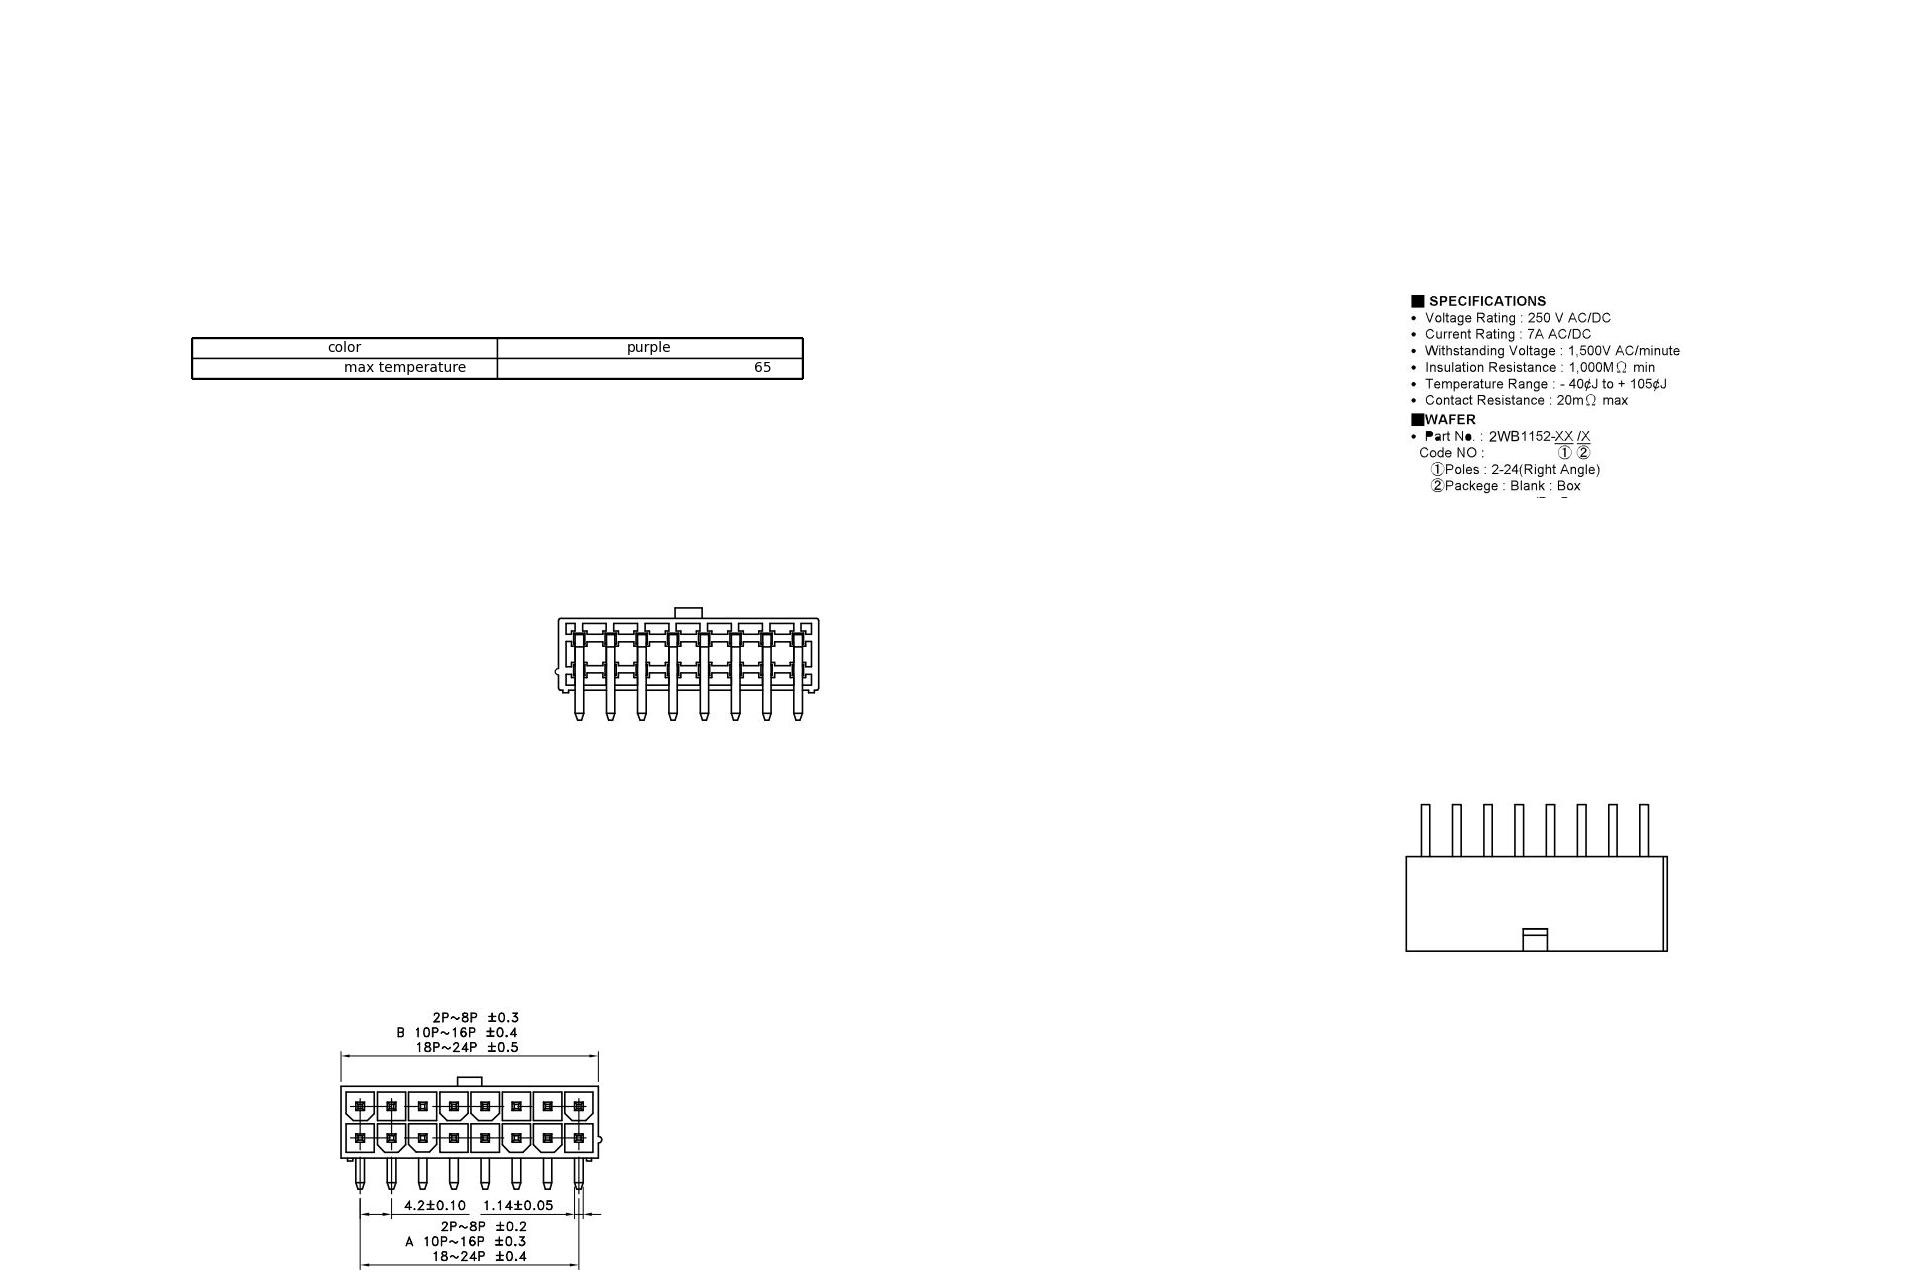 ■ SPECIFICATIONS
• Voltage Rating : 250 V AC/DC
• Current Rating : 7A AC/DC
• Withstanding Voltage : 1,500V AC/minute
color purple
• Insulation Resistance : 1,000MΩ min
max temperature 65
• Temperature Range : - 40¢J to + 105¢J
• Contact Resistance : 20mΩ max
■WAFER
• Part No. : 2WB1152-XX /X
Code NO : ① ②
①Poles : 2-24(Right Angle)
②Packege : Blank : Box
2P~8P ±0.3
B 10P~16P ±0.4
18P~24P ±0.5
4.2±0.10 1.14±0.05
2P~8P ±0.2
A 10P~16P ±0.3
18~24P ±0.4